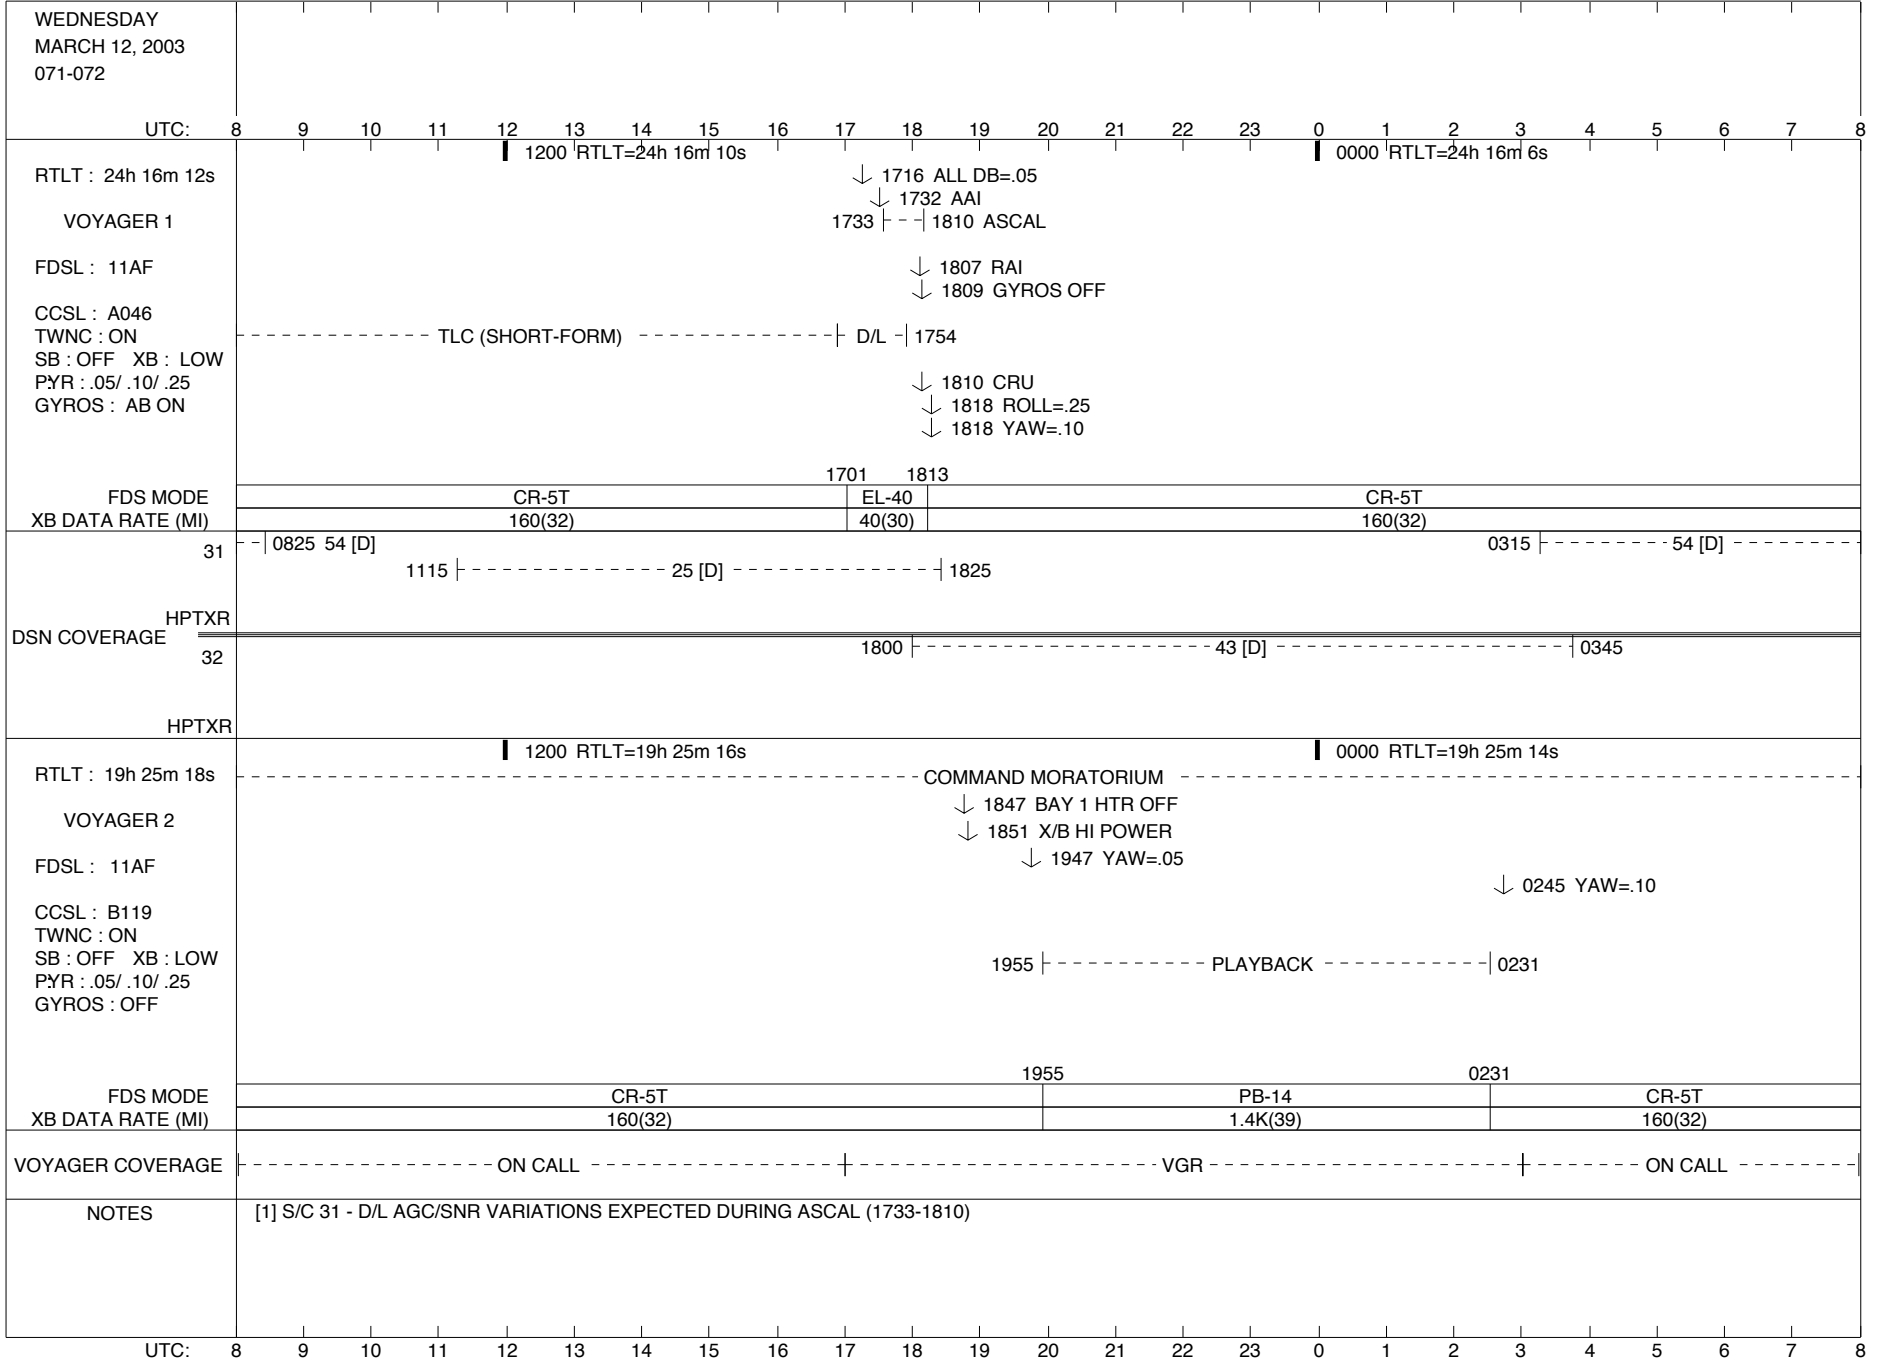 WEDNESDAY
MARCH 12, 2003
071-072
UTC: 8 9 10 11 12 13 14 15 16 17 18 19 20 21 22 23 0 1 2 3 4 5 6 7 8
1200 RTLT=24h 16m 10s 0000 RTLT=24h 16m 6s
RTLT : 24h 16m 12s 1716 ALL DB=.05
1732 AAI
VOYAGER 1 1733 1810 ASCAL
FDSL : 11AF 1807 RAI
1809 GYROS OFF
CCSL : A046
TWNC : ON TLC (SHORT-FORM) D/L 1754
SB : OFF XB : LOW
P:YR : .05/ .10/ .25 1810 CRU
GYROS : AB ON 1818 ROLL=.25
1818 YAW=.10
1701 1813
FDS MODE CR-5T EL-40 CR-5T
XB DATA RATE (MI) 160(32) 40(30) 160(32)
31 0825 54 [D] 0315 54 [D]
1115 25 [D] 1825
HPTXR
DSN COVERAGE
32 1800 43 [D] 0345
HPTXR
1200 RTLT=19h 25m 16s 0000 RTLT=19h 25m 14s
RTLT : 19h 25m 18s COMMAND MORATORIUM
1847 BAY 1 HTR OFF
VOYAGER 2
1851 X/B HI POWER
1947 YAW=.05
FDSL : 11AF
0245 YAW=.10
CCSL : B119
TWNC : ON
SB : OFF XB : LOW 1955 PLAYBACK 0231
P:YR : .05/ .10/ .25
GYROS : OFF
1955 0231
FDS MODE CR-5T PB-14 CR-5T
XB DATA RATE (MI) 160(32) 1.4K(39) 160(32)
VOYAGER COVERAGE ON CALL VGR ON CALL
NOTES [1] S/C 31 - D/L AGC/SNR VARIATIONS EXPECTED DURING ASCAL (1733-1810)
UTC: 8 9 10 11 12 13 14 15 16 17 18 19 20 21 22 23 0 1 2 3 4 5 6 7 8